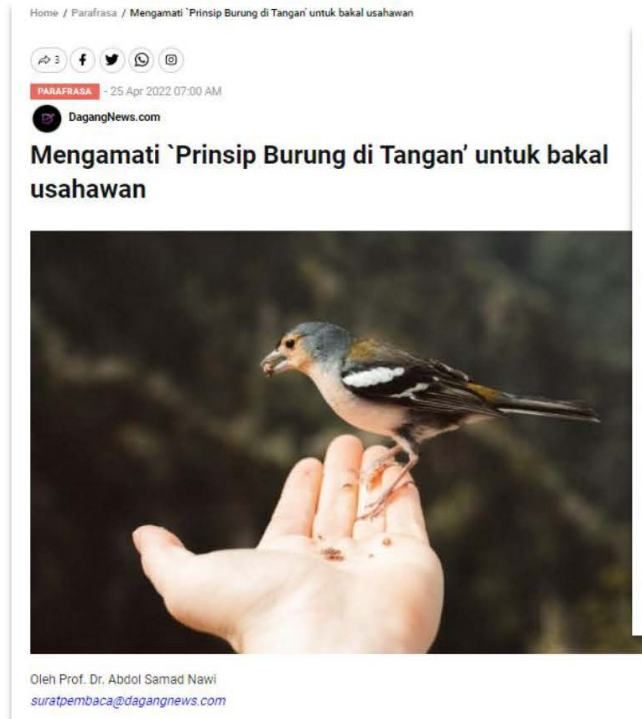 Home / Parafrasa / Mengamati `Prinsip Burung di Tangan' untuk bakal usahawan
3
PARAFRASA - 25 Apr 2022 07:00 AM
DagangNews.com
Mengamati `Prinsip Burung di Tangan’ untuk bakal
usahawan
Oleh Prof. Dr. Abdol Samad Nawi
suratpembaca@dagangnews.com